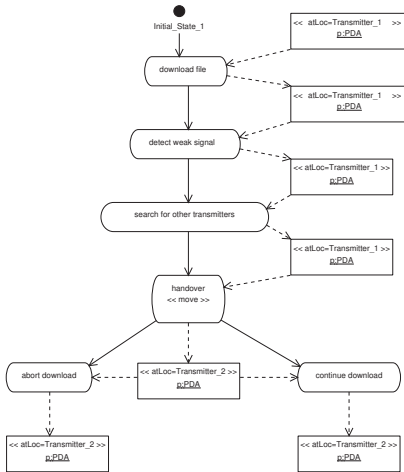 Initial_State_1
<< atLoc=Transmitter_1 >>
p:PDA
download file
<< atLoc=Transmitter_1 >>
p:PDA
detect weak signal
<< atLoc=Transmitter_1 >>
p:PDA
search for other transmitters
<< atLoc=Transmitter_1 >>
p:PDA
handover
<< move >>
abort download
<< atLoc=Transmitter_2 >>
p:PDA
continue download
<< atLoc=Transmitter_2 >>
p:PDA
<< atLoc=Transmitter_2 >>
p:PDA